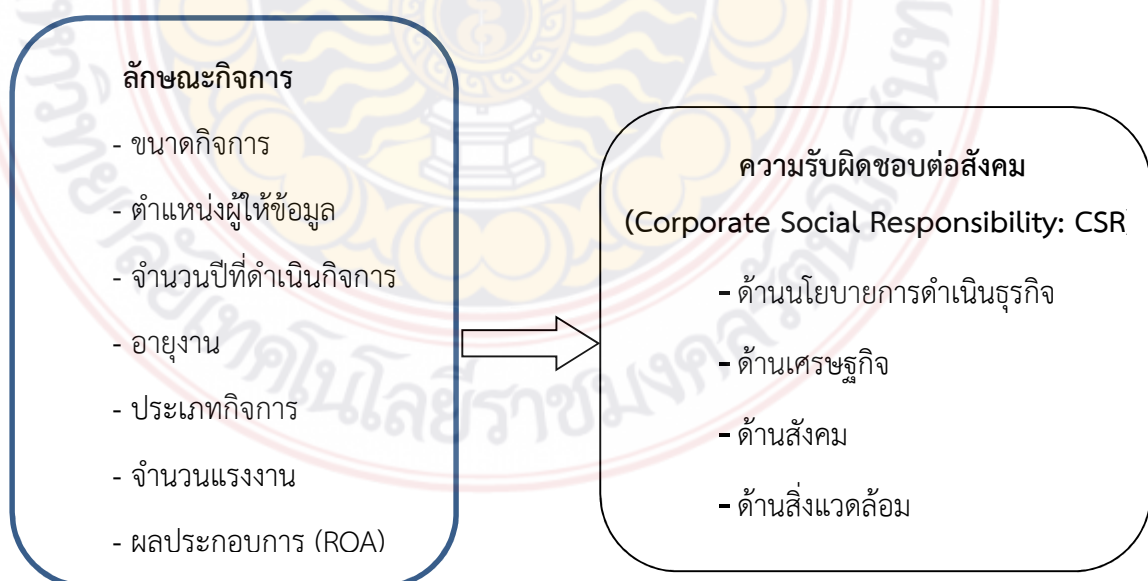 ลักษณะกิจการ
- ขนาดกิจการ
- ตำแหน่งผู้ให้ข้อมูล
- จำนวนปีที่ดำเนินกิจการ
- อายุงาน
- ประเภทกิจการ
- จำนวนแรงงาน
- ผลประกอบการ (ROA)
ความรับผิดชอบต่อสังคม
(Corporate Social Responsibility: CSR
- ด้านนโยบายการดำเนินธุรกิจ
- ด้านเศรษฐกิจ
- ด้านสังคม
- ด้านสิ่งแวดล้อม